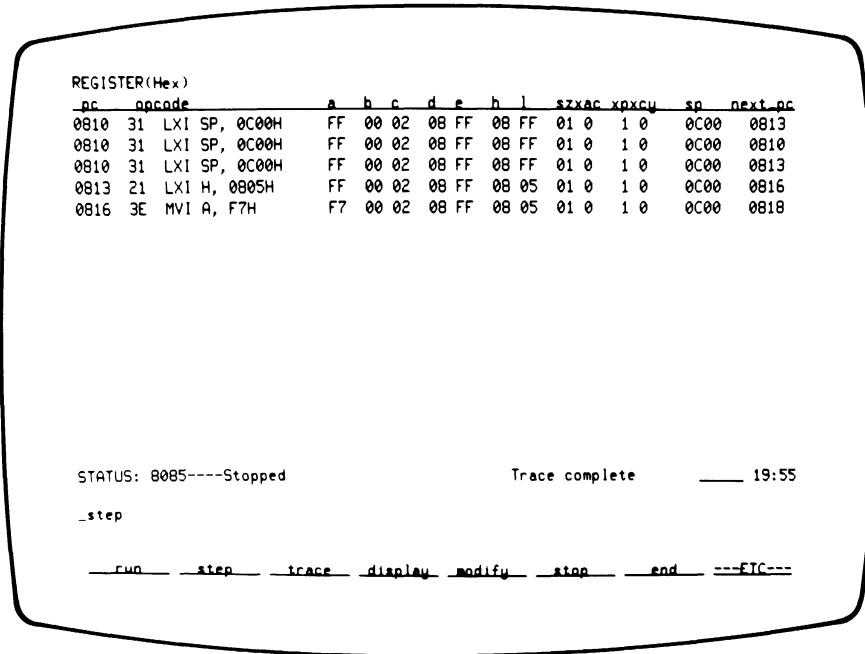 REGISTER(Hex)
pc opcode a b c d e h l szxac xpxcy sp next_pc
0810 31 LXI SP, 0C00H FF 00 02 08 FF 08 FF 01 0 1 0 0C00 0813
0810 31 LXI SP, 0C00H FF 00 02 08 FF 08 FF 01 0 1 0 0C00 0810
0810 31 LXI SP, 0C00H FF 00 02 08 FF 08 FF 01 0 1 0 0C00 0813
0813 21 LXI H, 0805H FF 00 02 08 FF 08 05 01 0 1 0 0C00 0816
0816 3E MVI A, F7H F7 00 02 08 FF 08 05 01 0 1 0 0C00 0818
STATUS: 8085----Stopped Trace complete _____ 19:55
_step
run step trace display modify stop end ---ETC---